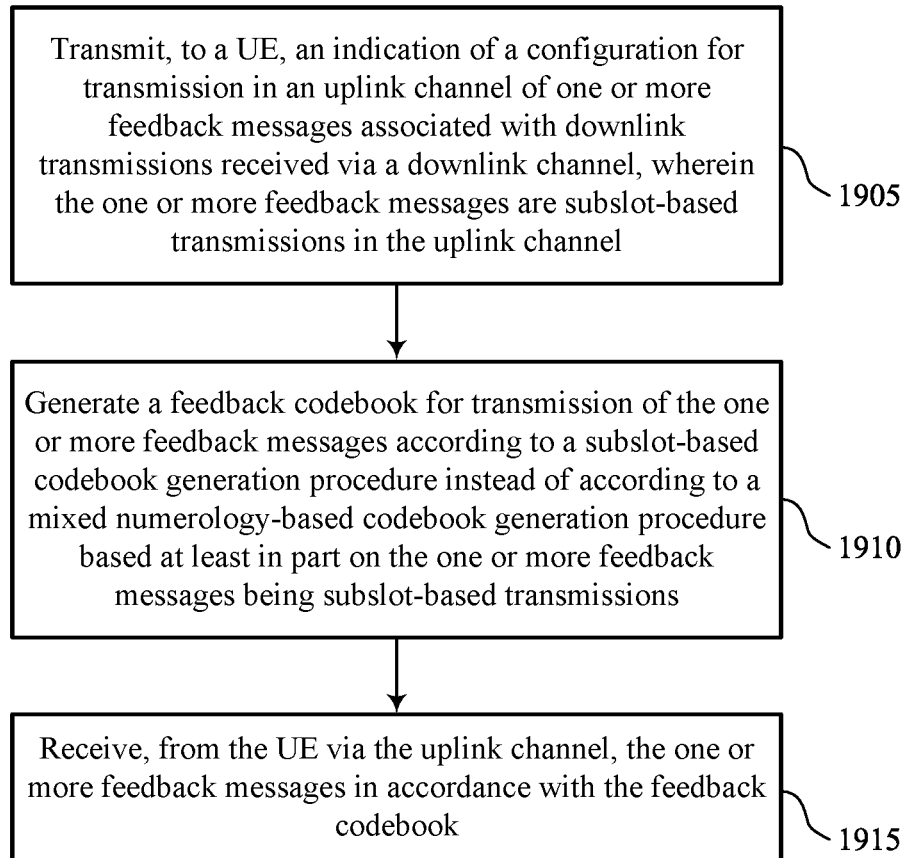 Transmit, to a UE, an indication of a configuration for
transmission in an uplink channel of one or more
feedback messages associated with downlink
transmissions received via a downlink channel, wherein
the one or more feedback messages are subslot-based
transmissions in the uplink channel
1905
Generate a feedback codebook for transmission of the one
or more feedback messages according to a subslot-based
codebook generation procedure instead of according to a
mixed numerology-based codebook generation procedure
based at least in part on the one or more feedback
messages being subslot-based transmissions
1910
Receive, from the UE via the uplink channel, the one or
more feedback messages in accordance with the feedback
codebook
1915